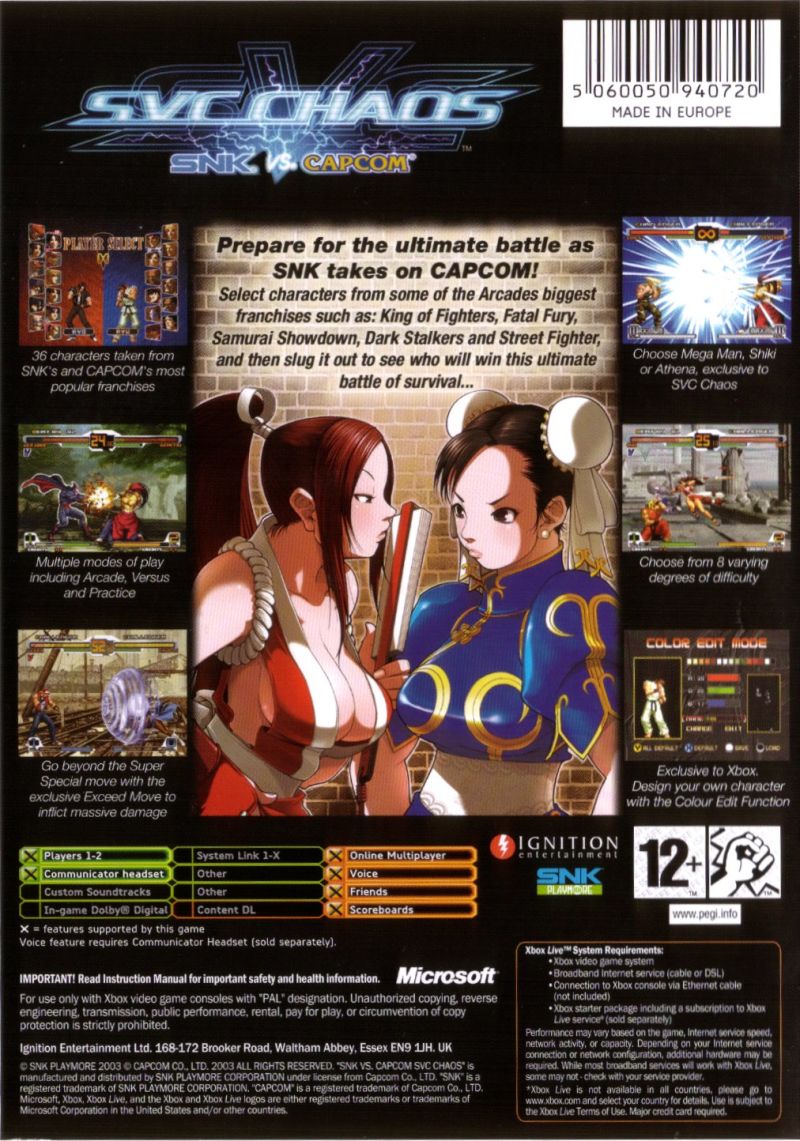 SVC CHAOS
TM
SNK VS. CAPCOM®
5 060050 940720
MADE IN EUROPE
PLAYER SELECT
RYO
RYU
36 characters taken from
SNK's and CAPCOM's most
popular franchises
Prepare for the ultimate battle as
SNK takes on CAPCOM!
Select characters from some of the Arcades biggest
franchises such as: King of Fighters, Fatal Fury,
Samurai Showdown, Dark Stalkers and Street Fighter,
and then slug it out to see who will win this ultimate
battle of survival...
MAXIMUM
MAXIMUM
Choose Mega Man, Shiki
or Athena, exclusive to
SVC Chaos
24
Multiple modes of play
including Arcade, Versus
and Practice
25
Choose from 8 varying
degrees of difficulty
Go beyond the Super
Special move with the
exclusive Exceed Move to
inflict massive damage
COLOR EDIT MODE
CHANGE EDIT
Y ALL DEFAULT X DEFAULT SAVE LOAD
Exclusive to Xbox.
Design your own character
with the Colour Edit Function
X Players 1-2
System Link 1-X
X Online Multiplayer
X Communicator headset
Other
X Voice
Custom Soundtracks
Other
X Friends
In-game Dolby® Digital
Content DL
X Scoreboards
X = features supported by this game
Voice feature requires Communicator Headset (sold separately).
IGNITION
entertainment
SNK
PLAYMORE
12+
TM
TM
www.pegi.info
IMPORTANT! Read Instruction Manual for important safety and health information.
Microsoft®
For use only with Xbox video game consoles with "PAL" designation. Unauthorized copying, reverse
engineering, transmission, public performance, rental, pay for play, or circumvention of copy
protection is strictly prohibited.
Ignition Entertainment Ltd. 168-172 Brooker Road, Waltham Abbey, Essex EN9 1JH. UK
© SNK PLAYMORE 2003 © CAPCOM CO., LTD. 2003 ALL RIGHTS RESERVED. "SNK VS. CAPCOM SVC CHAOS" is
manufactured and distributed by SNK PLAYMORE CORPORATION under license from Capcom Co., LTD. "SNK" is a
registered trademark of SNK PLAYMORE CORPORATION. "CAPCOM" is a registered trademark of Capcom Co., LTD.
Microsoft, Xbox, Xbox Live, and the Xbox and Xbox Live logos are either registered trademarks or trademarks of
Microsoft Corporation in the United States and/or other countries.
Xbox Live™ System Requirements:
• Xbox video game system
• Broadband Internet service (cable or DSL)
• Connection to Xbox console via Ethernet cable
(not included)
• Xbox starter package including a subscription to Xbox
Live service* (sold separately)
Performance may vary based on the game, Internet service speed,
network activity, or capacity. Depending on your Internet service
connection or network configuration, additional hardware may be
required. While most broadband services will work with Xbox Live,
some may not - check with your service provider.
*Xbox Live is not available in all countries, please go to
www.xbox.com and select your country for details. Use is subject to
the Xbox Live Terms of Use. Major credit card required.